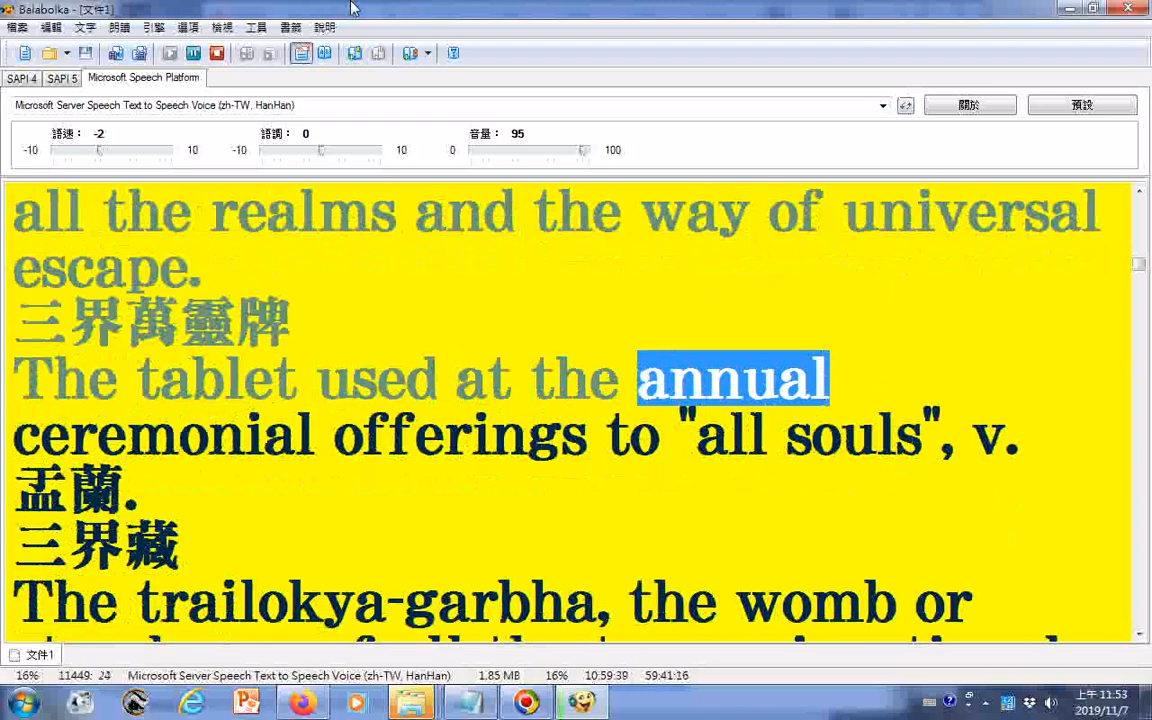 Balabolka - [文件1]
檔案 編輯 文字 朗讀 引擎 選項 檢視 工具 書籤 說明
SAPI 4 SAPI 5 Microsoft Speech Platform
Microsoft Server Speech Text to Speech Voice (zh-TW, HanHan) 關於 預設
語速： -2 語調： 0 音量： 95
-10 10 -10 10 0 100
all the realms and the way of universal
escape.
三界萬靈牌
The tablet used at the annual
ceremonial offerings to "all souls", v.
盂蘭.
三界藏
The trailokya-garbha, the womb or
文件1
16% 11449: 24 Microsoft Server Speech Text to Speech Voice (zh-TW, HanHan) 1.85 MB 16% 10:59:39 59:41:16
上午 11:53
2019/11/7